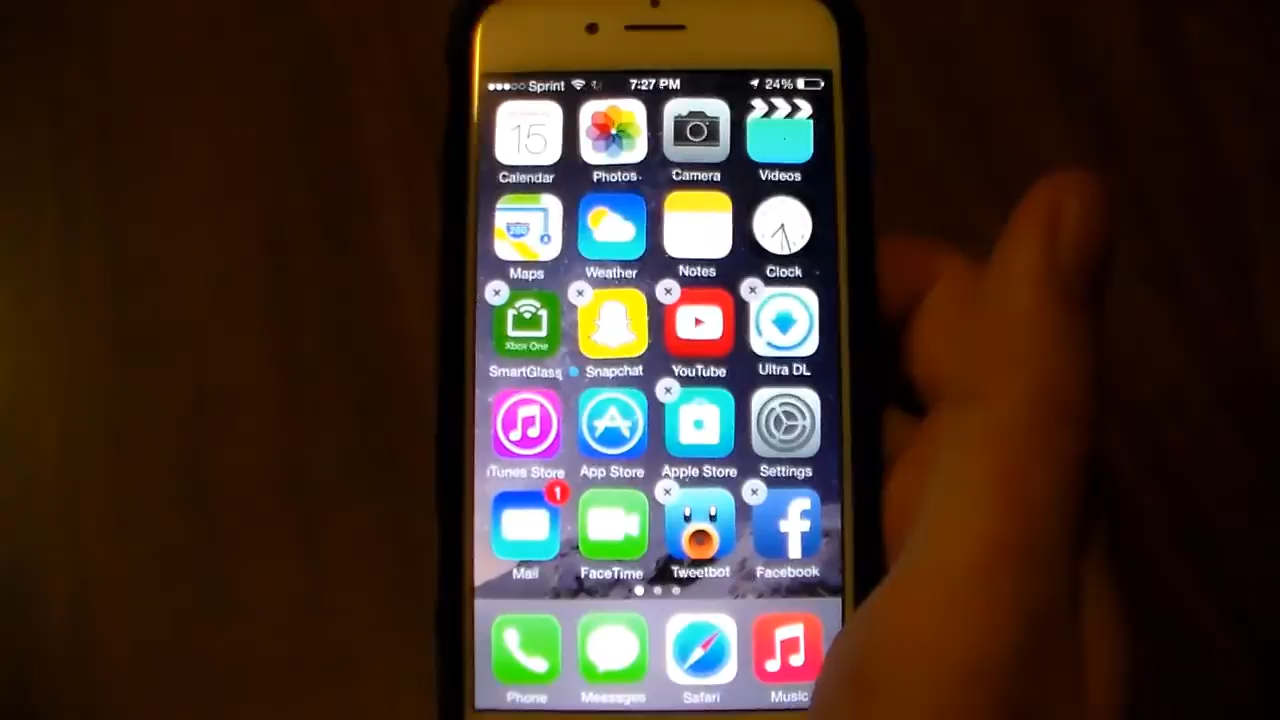 Sprint 7:27 PM 24%
15
Calendar Photos Camera Videos
280
Maps Weather Notes Clock
Xbox One
SmartGlass Snapchat YouTube Ultra DL
iTunes Store App Store Apple Store Settings
1
Mail FaceTime Tweetbot Facebook
Phone Messages Safari Music